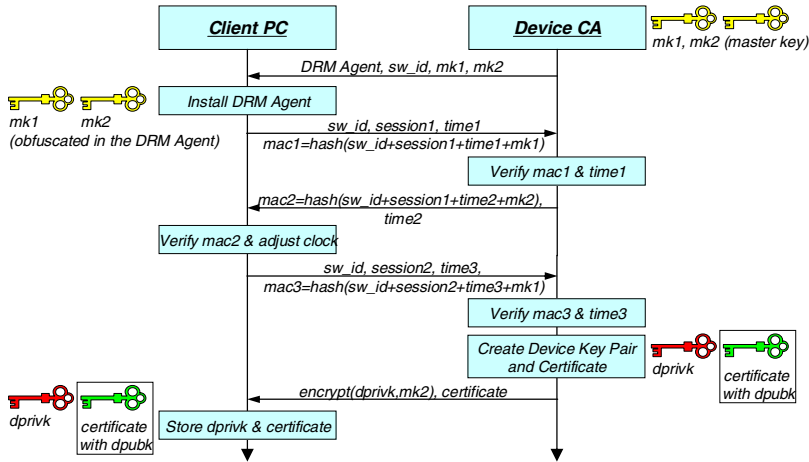 Client PC
Device CA
mk1, mk2 (master key)
DRM Agent, sw_id, mk1, mk2
Install DRM Agent
mk1
mk2
(obfuscated in the DRM Agent)
sw_id, session1, time1
mac1=hash(sw_id+session1+time1+mk1)
Verify mac1 & time1
mac2=hash(sw_id+session1+time2+mk2),
time2
Verify mac2 & adjust clock
sw_id, session2, time3,
mac3=hash(sw_id+session2+time3+mk1)
Verify mac3 & time3
Create Device Key Pair
and Certificate
dprivk
certificate
with dpubk
encrypt(dprivk,mk2), certificate
dprivk
certificate
with dpubk
Store dprivk & certificate